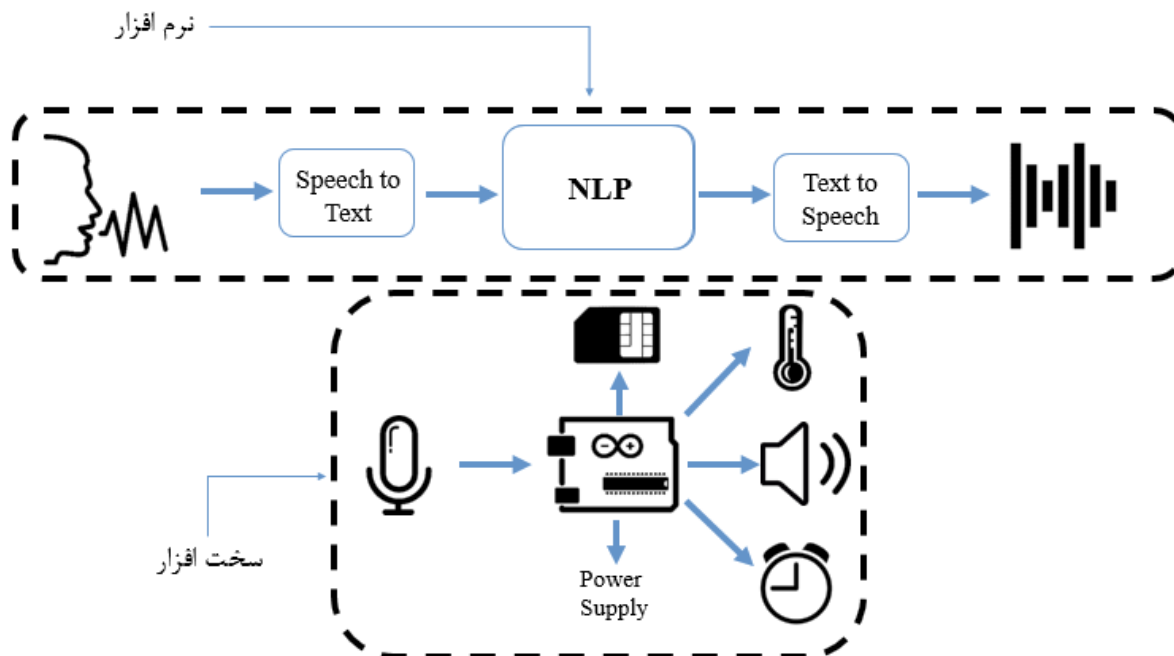 نرم افزار
Speech to
Text
NLP
Text to
Speech
سخت افزار
Power
Supply